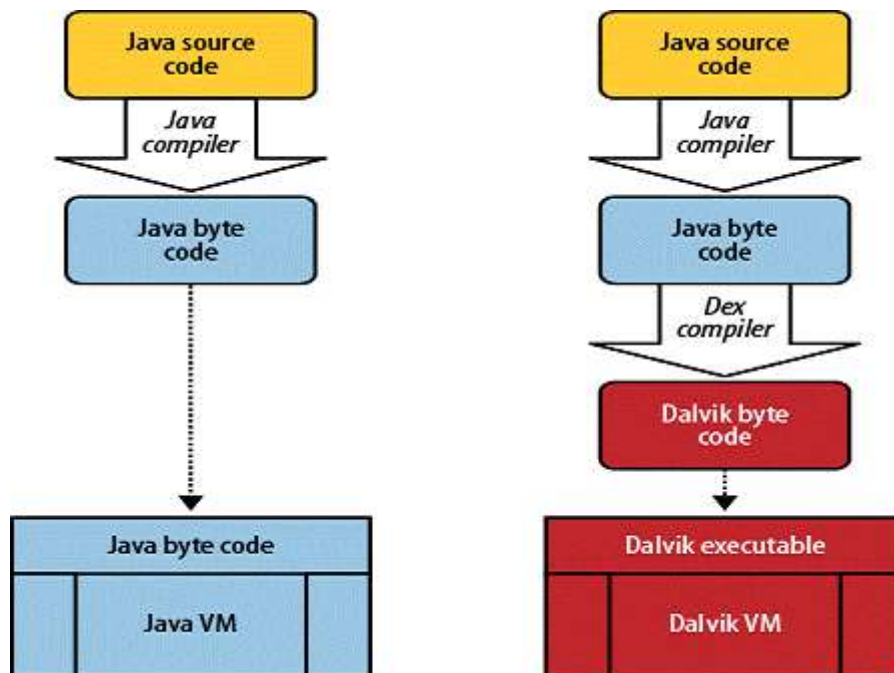 Java source
code
Java
compiler
Java byte
code
Java byte code
Java VM
Java source
code
Java
compiler
Java byte
code
Dex
compiler
Dalvik byte
code
Dalvik executable
Dalvik VM